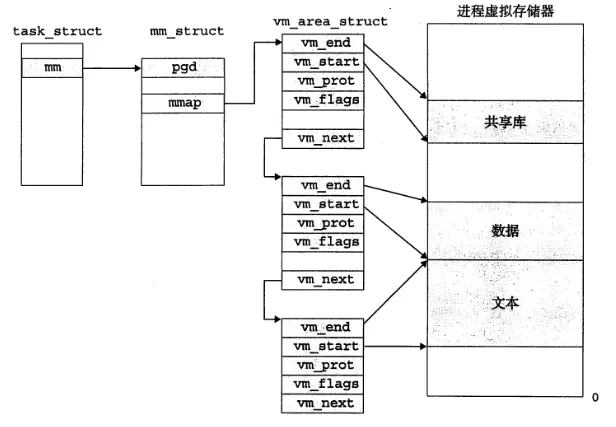 task_struct
mm
mm_struct
pgd
mmap
vm_area_struct
vm_end
vm_start
vm_prot
vm_flags
vm_next
vm_end
vm_start
vm_prot
vm_flags
vm_next
vm_end
vm_start
vm_prot
vm_flags
vm_next
进程虚拟存储器
共享库
数据
文本
0